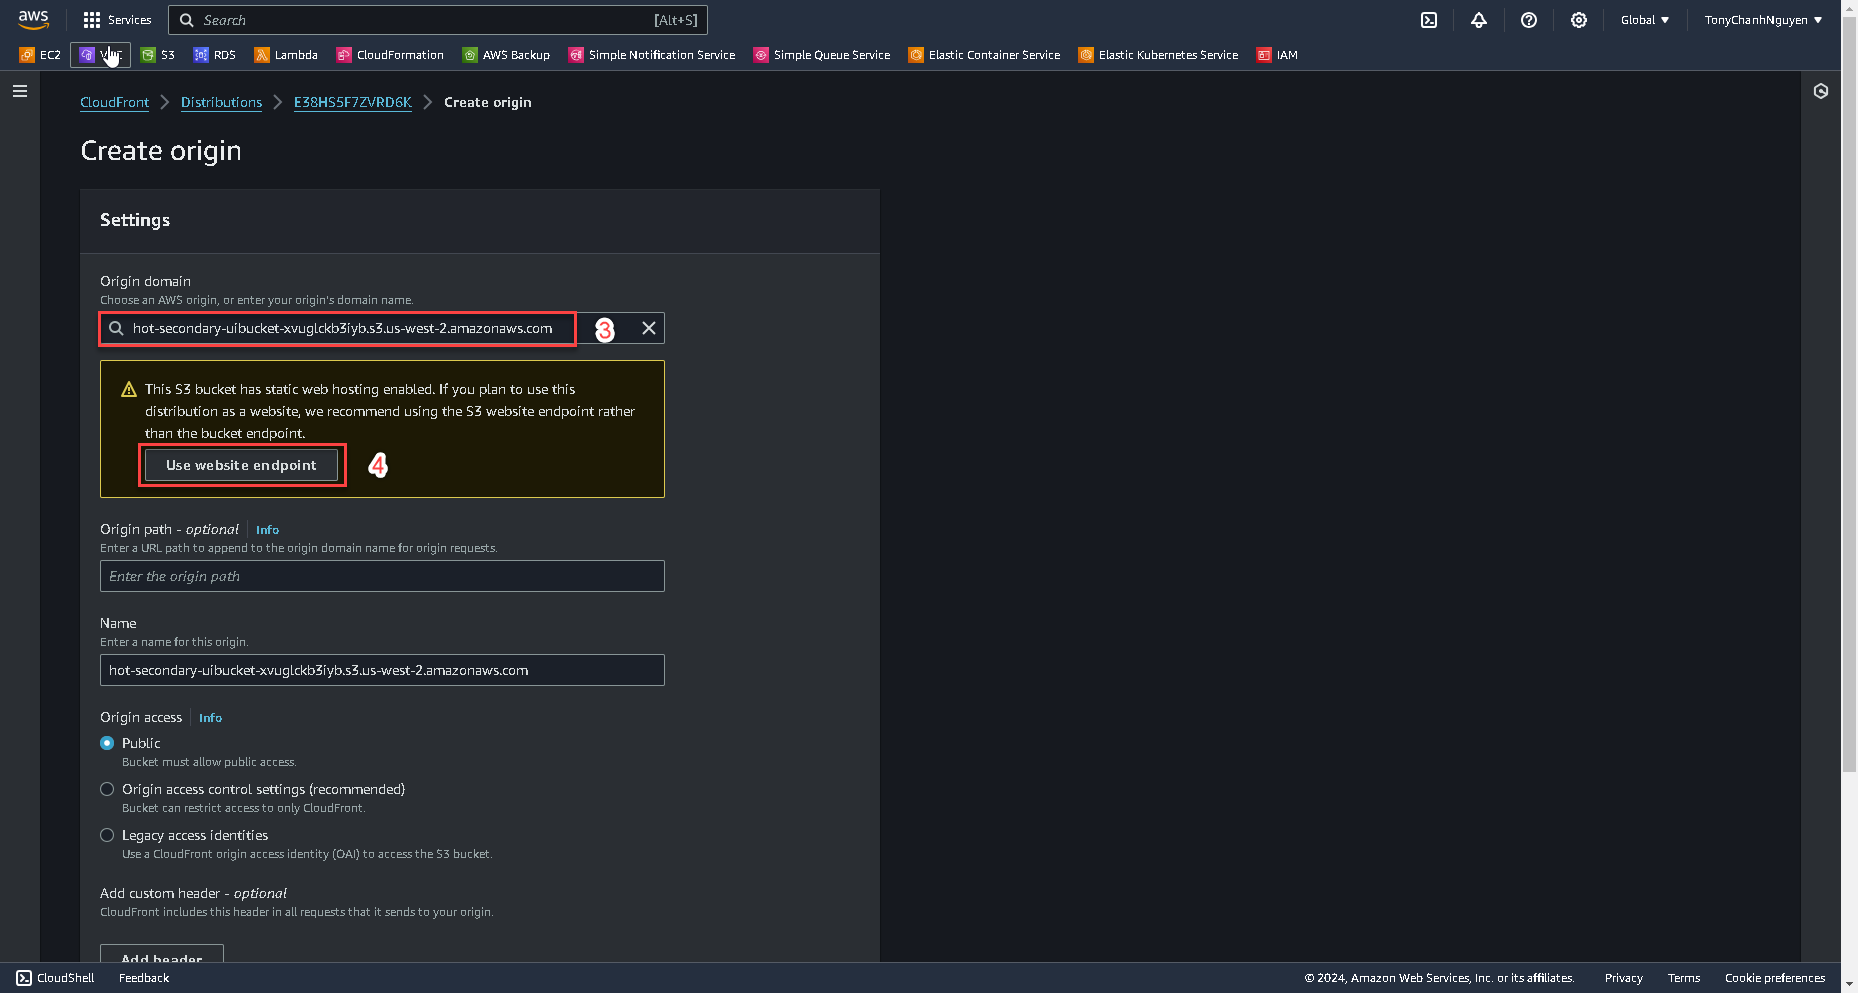 aws
Services
Search
[Alt+S]
Global ▼
TonyChanhNguyen ▼
EC2
S3
RDS
Lambda
CloudFormation
AWS Backup
Simple Notification Service
Simple Queue Service
Elastic Container Service
Elastic Kubernetes Service
IAM
CloudFront > Distributions > E38HS5F7ZVRD6K > Create origin
Create origin
Settings
Origin domain
Choose an AWS origin, or enter your origin's domain name.
hot-secondary-uibucket-xvuglckb3iyb.s3.us-west-2.amazonaws.com
3
This S3 bucket has static web hosting enabled. If you plan to use this
distribution as a website, we recommend using the S3 website endpoint rather
than the bucket endpoint.
Use website endpoint
4
Origin path - optional
Info
Enter a URL path to append to the origin domain name for origin requests.
Enter the origin path
Name
Enter a name for this origin.
hot-secondary-uibucket-xvuglckb3iyb.s3.us-west-2.amazonaws.com
Origin access
Info
Public
Bucket must allow public access.
Origin access control settings (recommended)
Bucket can restrict access to only CloudFront.
Legacy access identities
Use a CloudFront origin access identity (OAI) to access the S3 bucket.
Add custom header - optional
CloudFront includes this header in all requests that it sends to your origin.
Add header
CloudShell
Feedback
© 2024, Amazon Web Services, Inc. or its affiliates.
Privacy
Terms
Cookie preferences